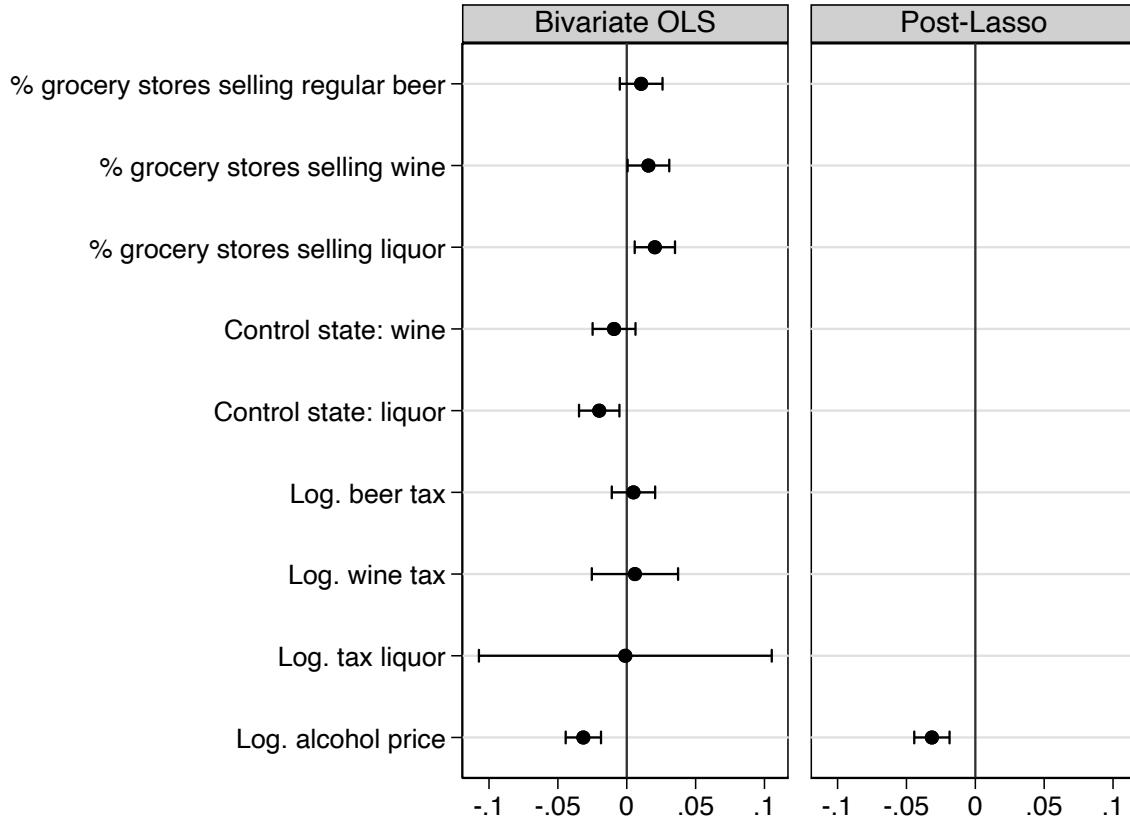 Bivariate OLS
Post-Lasso
% grocery stores selling regular beer
% grocery stores selling wine
% grocery stores selling liquor
Control state: wine
Control state: liquor
Log. beer tax
Log. wine tax
Log. tax liquor
Log. alcohol price
-.1 -.05 0 .05 .1
-.1 -.05 0 .05 .1